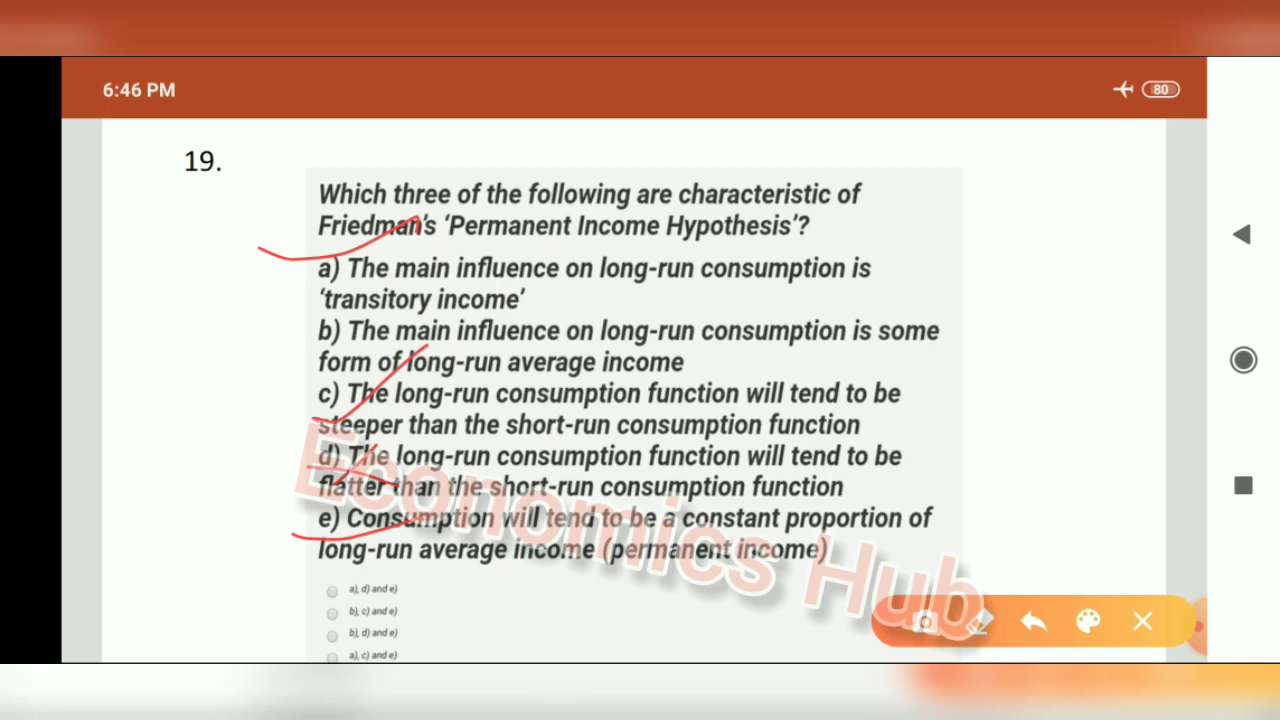 6:46 PM
80
19.
Which three of the following are characteristic of
Friedman's 'Permanent Income Hypothesis'?
a) The main influence on long-run consumption is
'transitory income'
b) The main influence on long-run consumption is some
form of long-run average income
c) The long-run consumption function will tend to be
steeper than the short-run consumption function
d) The long-run consumption function will tend to be
flatter than the short-run consumption function
e) Consumption will tend to be a constant proportion of
long-run average income (permanent income)
Economics Hub
a), d) and e)
b), c) and e)
b), d) and e)
a), c) and e)